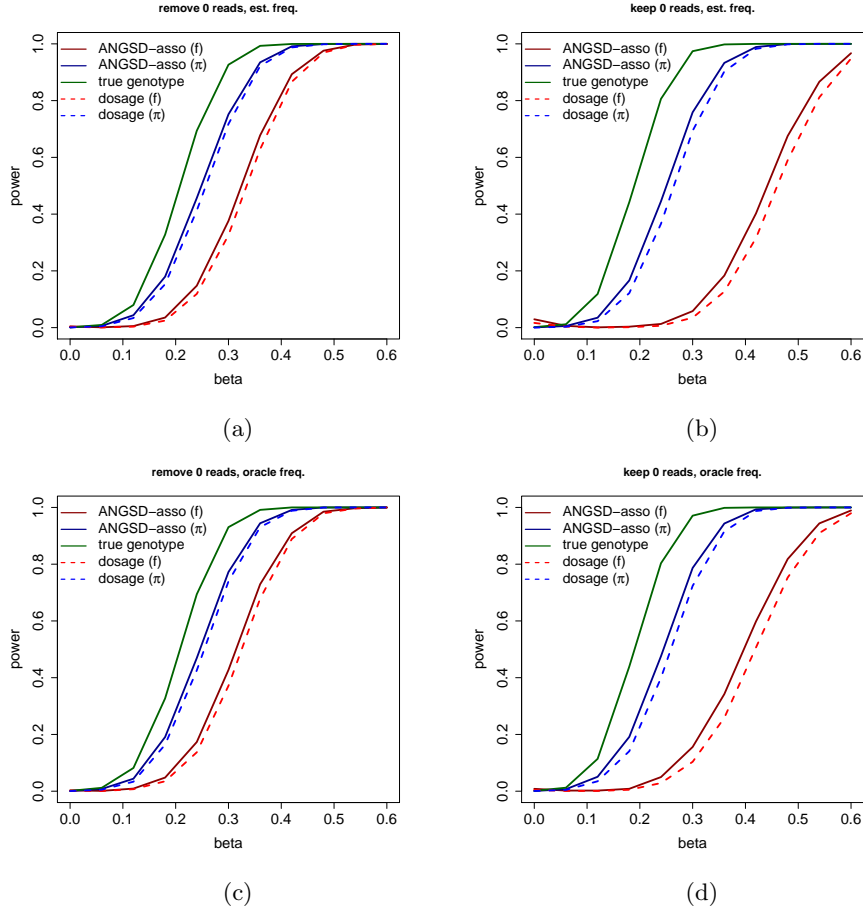 remove 0 reads, est. freq.
ANGSD−asso (f)
ANGSD−asso (π)
true genotype
dosage (f)
dosage (π)
power
0.0 0.2 0.4 0.6 0.8 1.0
0.0 0.1 0.2 0.3 0.4 0.5 0.6
beta
(a)
keep 0 reads, est. freq.
ANGSD−asso (f)
ANGSD−asso (π)
true genotype
dosage (f)
dosage (π)
power
0.0 0.2 0.4 0.6 0.8 1.0
0.0 0.1 0.2 0.3 0.4 0.5 0.6
beta
(b)
remove 0 reads, oracle freq.
ANGSD−asso (f)
ANGSD−asso (π)
true genotype
dosage (f)
dosage (π)
power
0.0 0.2 0.4 0.6 0.8 1.0
0.0 0.1 0.2 0.3 0.4 0.5 0.6
beta
(c)
keep 0 reads, oracle freq.
ANGSD−asso (f)
ANGSD−asso (π)
true genotype
dosage (f)
dosage (π)
power
0.0 0.2 0.4 0.6 0.8 1.0
0.0 0.1 0.2 0.3 0.4 0.5 0.6
beta
(d)